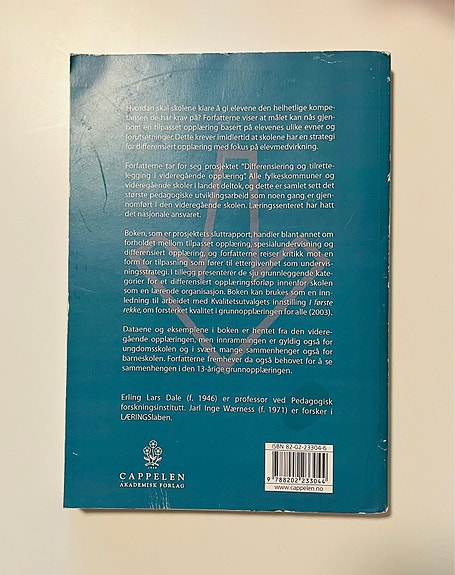 Hvordan skal skolene klare å gi elevene den helhetlige kompe-
tansen de har krav på? Forfatterne viser at målet kan nås gjen-
nom en tilpasset opplæring basert på elevenes ulike evner og
forutsetninger. Dette krever imidlertid at skolene har en strategi
for differensiert opplæring med fokus på elevmedvirkning.
Forfatterne tar for seg prosjektet "Differensiering og tilrette-
legging i videregående opplæring". Alle fylkeskommuner og
videregående skoler i landet deltok, og dette er samlet sett det
største pedagogiske utviklingsarbeid som noen gang er gjen-
nomført i den videregående skolen. Læringssenteret har hatt
det nasjonale ansvaret.
Boken, som er prosjektets sluttrapport, handler blant annet om
forholdet mellom tilpasset opplæring, spesialundervisning og
differensiert opplæring, og forfatterne reiser kritikk mot en
form for tilpasning som fører til ettergivenhet som undervis-
ningsstrategi. I tillegg presenterer de sju grunnleggende kate-
gorier for et differensiert opplæringsforløp innenfor skolen
som en lærende organisasjon. Boken kan brukes som en inn-
ledning til arbeidet med Kvalitetsutvalgets innstilling I første
rekke, om forsterket kvalitet i grunnopplæringen for alle (2003).
Dataene og eksemplene i boken er hentet fra den videre-
gående opplæringen, men innrammingen er gyldig også for
ungdomsskolen og i svært mange sammenhenger også for
barneskolen. Forfatterne fremhever da også behovet for å se
sammenhengen i den 13-årige grunnopplæringen.
Erling Lars Dale (f. 1946) er professor ved Pedagogisk
forskningsinstitutt. Jarl Inge Wærness (f. 1971) er forsker i
LÆRINGSlaben.
CAPPELEN
AKADEMISK FORLAG
ISBN 82-02-23304-6
9 788202 233044
www.cappelen.no